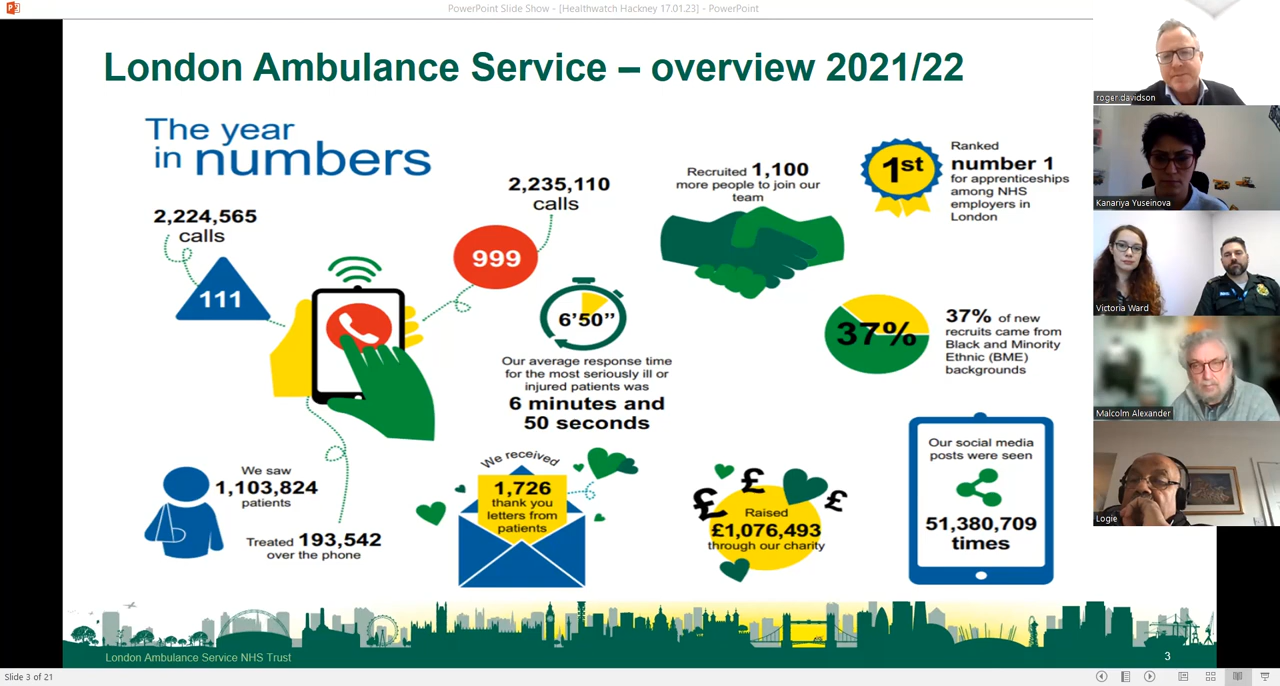 PowerPoint Slide Show - [Healthwatch Hackney 17.01.23] - PowerPoint
London Ambulance Service – overview 2021/22
The year
in numbers
2,224,565
calls
111
2,235,110
calls
999
6’50’’
Our average response time
for the most seriously ill or
injured patients was
6 minutes and
50 seconds
Recruited 1,100
more people to join our
team
1st
Ranked
number 1
for apprenticeships
among NHS
employers in
London
37%
37% of new
recruits came from
Black and Minority
Ethnic (BME)
backgrounds
We saw
1,103,824
patients
Treated 193,542
over the phone
We received
1,726
thank you
letters from
patients
£ £ £
Raised
£1,076,493
through our charity
Our social media
posts were seen
51,380,709
times
London Ambulance Service NHS Trust
3
roger.davidson
Kanariya Yuseinova
Victoria Ward
Malcolm Alexander
Logie
Slide 3 of 21